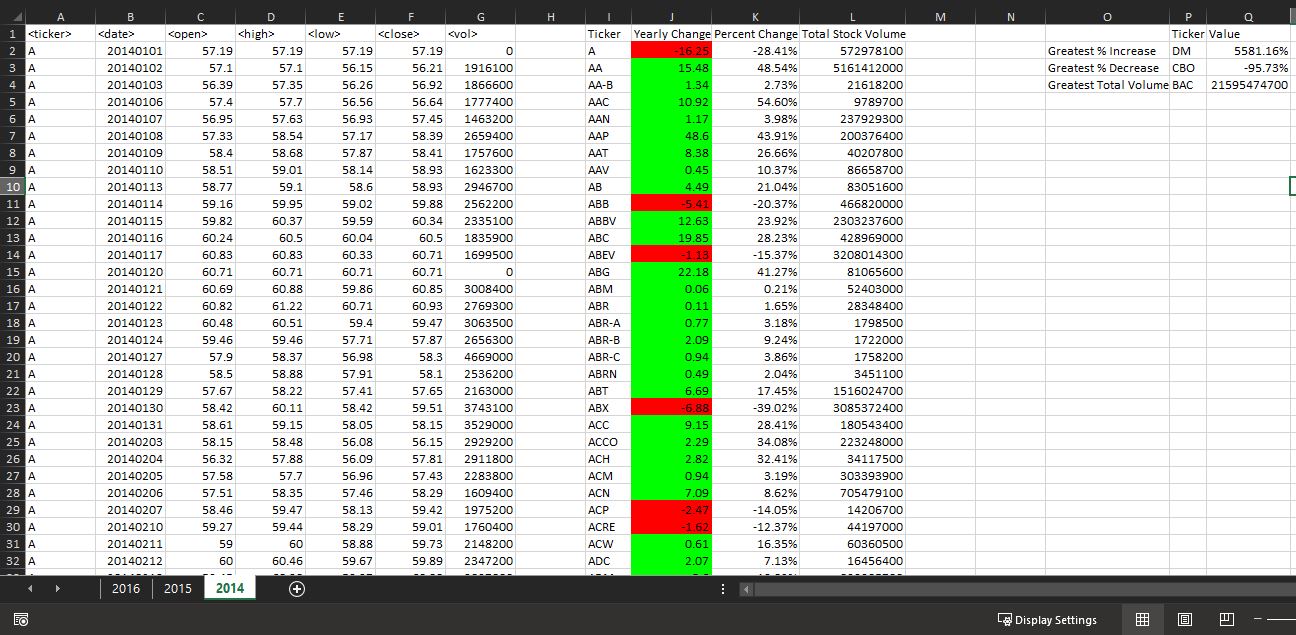 A B C D E F G H I J K L M N O P Q
1 <ticker> <date> <open> <high> <low> <close> <vol> Ticker Yearly Change Percent Change Total Stock Volume Ticker Value
2 A 20140101 57.19 57.19 57.19 57.19 0 A -16.25 -28.41% 572978100 Greatest % Increase DM 5581.16%
3 A 20140102 57.1 57.1 56.15 56.21 1916100 AA 15.48 48.54% 5161412000 Greatest % Decrease CBO -95.73%
4 A 20140103 56.39 57.35 56.26 56.92 1866600 AA-B 1.34 2.73% 21618200 Greatest Total Volume BAC 21595474700
5 A 20140106 57.4 57.7 56.56 56.64 1777400 AAC 10.92 54.60% 9789700
6 A 20140107 56.95 57.63 56.93 57.45 1463200 AAN 1.17 3.98% 237929300
7 A 20140108 57.33 58.54 57.17 58.39 2659400 AAP 48.6 43.91% 200376400
8 A 20140109 58.4 58.68 57.87 58.41 1757600 AAT 8.38 26.66% 40207800
9 A 20140110 58.51 59.01 58.14 58.93 1623300 AAV 0.45 10.37% 86658700
10 A 20140113 58.77 59.1 58.6 58.93 2946700 AB 4.49 21.04% 83051600
11 A 20140114 59.16 59.95 59.02 59.88 2562200 ABB -5.41 -20.37% 466820000
12 A 20140115 59.82 60.37 59.59 60.34 2335100 ABBV 12.63 23.92% 2303237600
13 A 20140116 60.24 60.5 60.04 60.5 1835900 ABC 19.85 28.23% 428969000
14 A 20140117 60.83 60.83 60.33 60.71 1699500 ABEV -1.13 -15.37% 3208014300
15 A 20140120 60.71 60.71 60.71 60.71 0 ABG 22.18 41.27% 81065600
16 A 20140121 60.69 60.88 59.86 60.85 3008400 ABM 0.06 0.21% 52403000
17 A 20140122 60.82 61.22 60.71 60.93 2769300 ABR 0.11 1.65% 28348400
18 A 20140123 60.48 60.51 59.4 59.47 3063500 ABR-A 0.77 3.18% 1798500
19 A 20140124 59.46 59.46 57.71 57.87 2656300 ABR-B 2.09 9.24% 1722000
20 A 20140127 57.9 58.37 56.98 58.3 4669000 ABR-C 0.94 3.86% 1758200
21 A 20140128 58.5 58.88 57.91 58.1 2536200 ABRN 0.49 2.04% 3451100
22 A 20140129 57.67 58.22 57.41 57.65 2163000 ABT 6.69 17.45% 1516024700
23 A 20140130 58.42 60.11 58.42 59.51 3743100 ABX -6.88 -39.02% 3085372400
24 A 20140131 58.61 59.15 58.05 58.15 3529000 ACC 9.15 28.41% 180543400
25 A 20140203 58.15 58.48 56.08 56.15 2929200 ACCO 2.29 34.08% 223248000
26 A 20140204 56.32 57.88 56.09 57.81 2911800 ACH 2.82 32.41% 34117500
27 A 20140205 57.58 57.7 56.96 57.43 2283800 ACM 0.94 3.19% 303393900
28 A 20140206 57.51 58.35 57.46 58.29 1609400 ACN 7.09 8.62% 705479100
29 A 20140207 58.46 59.47 58.13 59.42 1975200 ACP -2.47 -14.05% 14206700
30 A 20140210 59.27 59.44 58.29 59.01 1760400 ACRE -1.62 -12.37% 44197000
31 A 20140211 59 60 58.88 59.73 2148200 ACW 0.61 16.35% 60360500
32 A 20140212 60 60.46 59.67 59.89 2347200 ADC 2.07 7.13% 16456400
2016 2015 2014
Display Settings